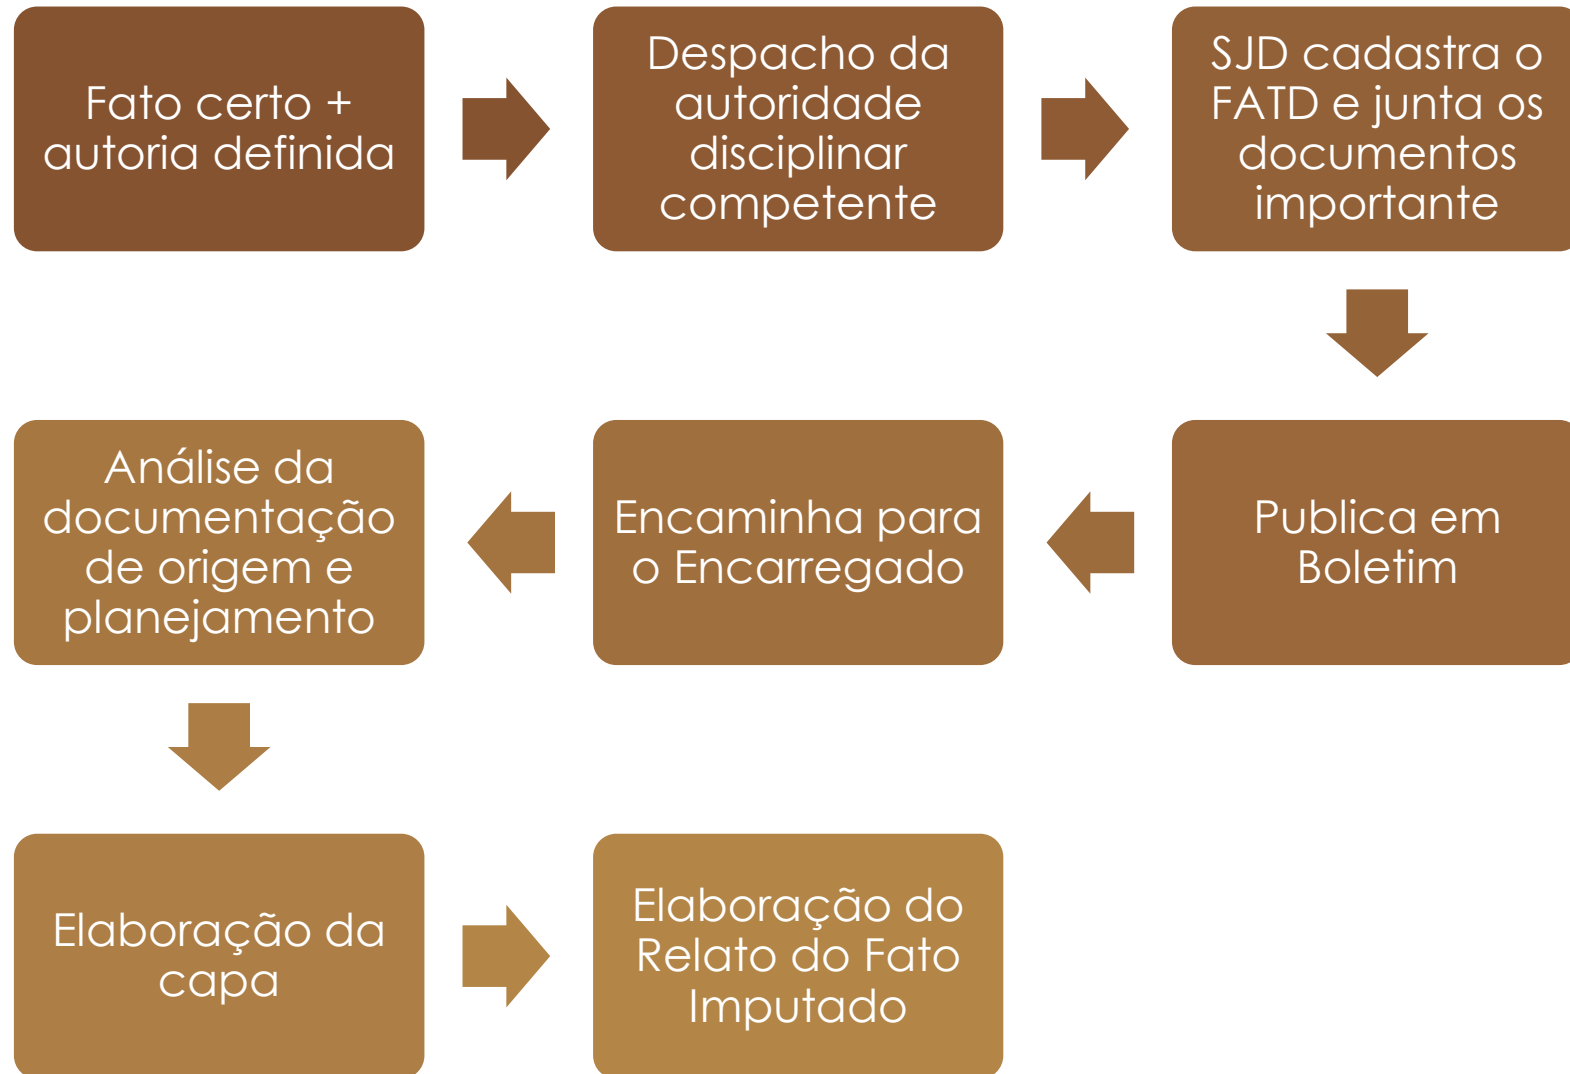 Fato certo +
autoria definida
Despacho da
autoridade
disciplinar
competente
SJD cadastra o
FATD e junta os
documentos
importante
Publica em
Boletim
Encaminha para
o Encarregado
Análise da
documentação
de origem e
planejamento
Elaboração da
capa
Elaboração do
Relato do Fato
Imputado